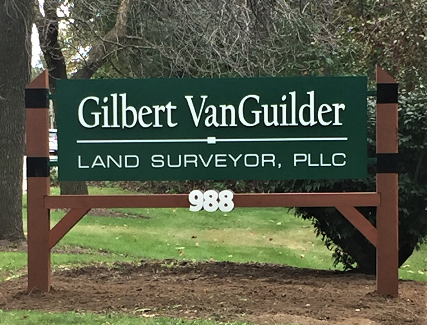 Gilbert VanGuilder
LAND SURVEYOR, PLLC
988